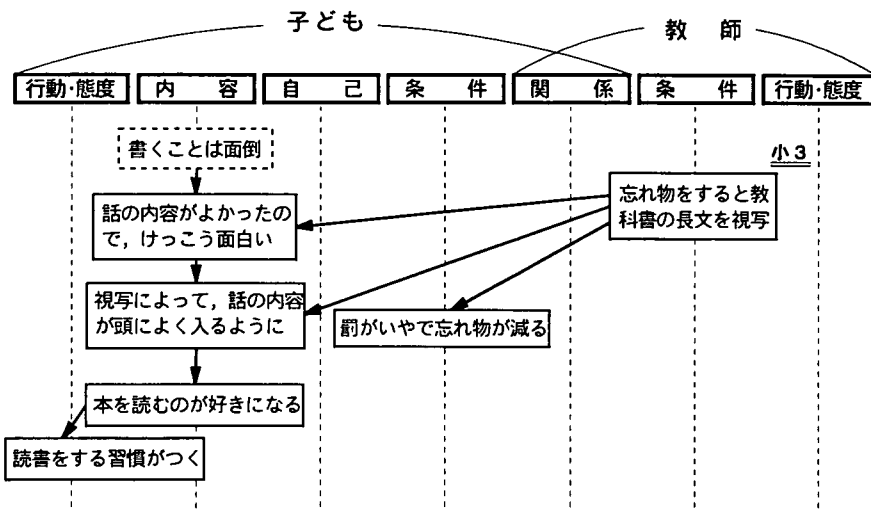 子ども
教師
行動・態度
内容
自己
条件
関係
条件
行動・態度
小3
書くことは面倒
忘れ物をすると教
科書の長文を視写
話の内容がよかったの
で，けっこう面白い
視写によって，話の内容
が頭によく入るように
罰がいやで忘れ物が減る
本を読むのが好きになる
読書をする習慣がつく